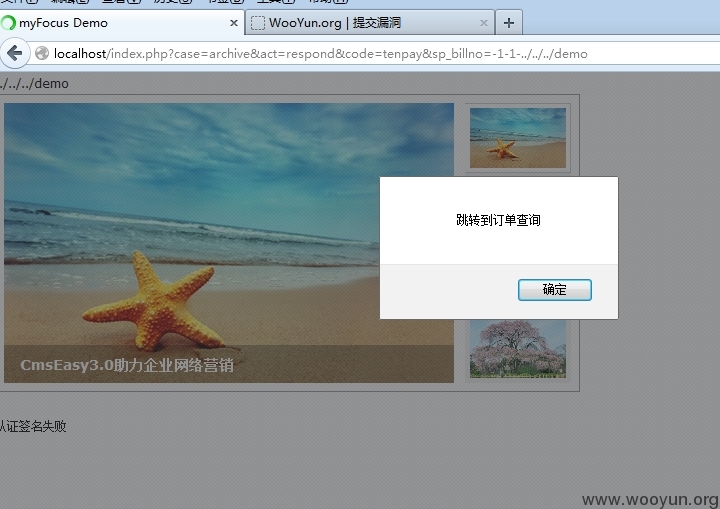 myFocus Demo
WooYun.org | 提交漏洞
localhost/index.php?case=archive&act=respond&code=tenpay&sp_billno=-1-1-../../../demo
/../../demo
跳转到订单查询
确定
CmsEasy3.0助力企业网络营销
认证签名失败
www.wooyun.org